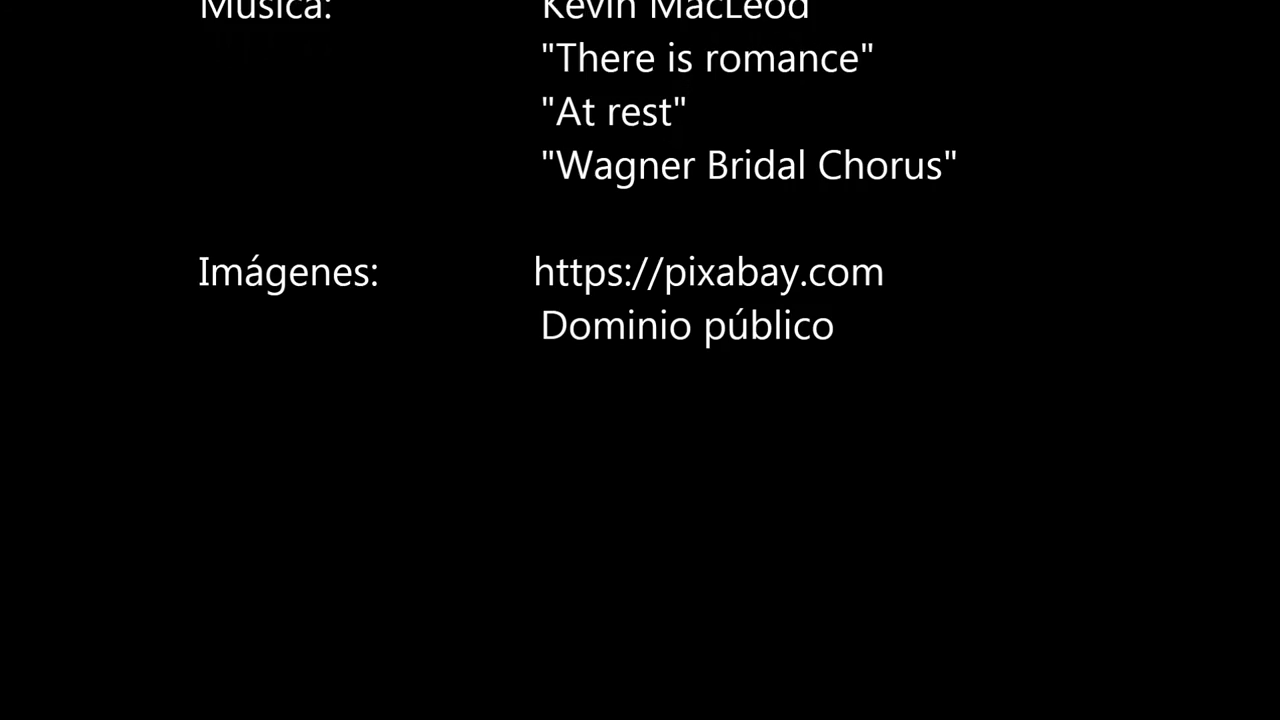 Música: Kevin MacLeod
"There is romance"
"At rest"
"Wagner Bridal Chorus"
Imágenes: https://pixabay.com
Dominio público